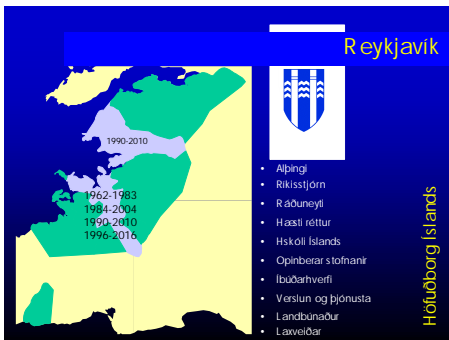 Reykjavík
1990-2010
1962-1983
1984-2004
1990-2010
1996-2016
• Alþingi
• Ríkisstjórn
• Ráðuneyti
• Hæsti réttur
• Hskóli Íslands
• Opinberar stofnanir
• Íbúðarhverfi
• Verslun og þjónusta
• Landbúnaður
• Laxveiðar
Höfuðborg Íslands